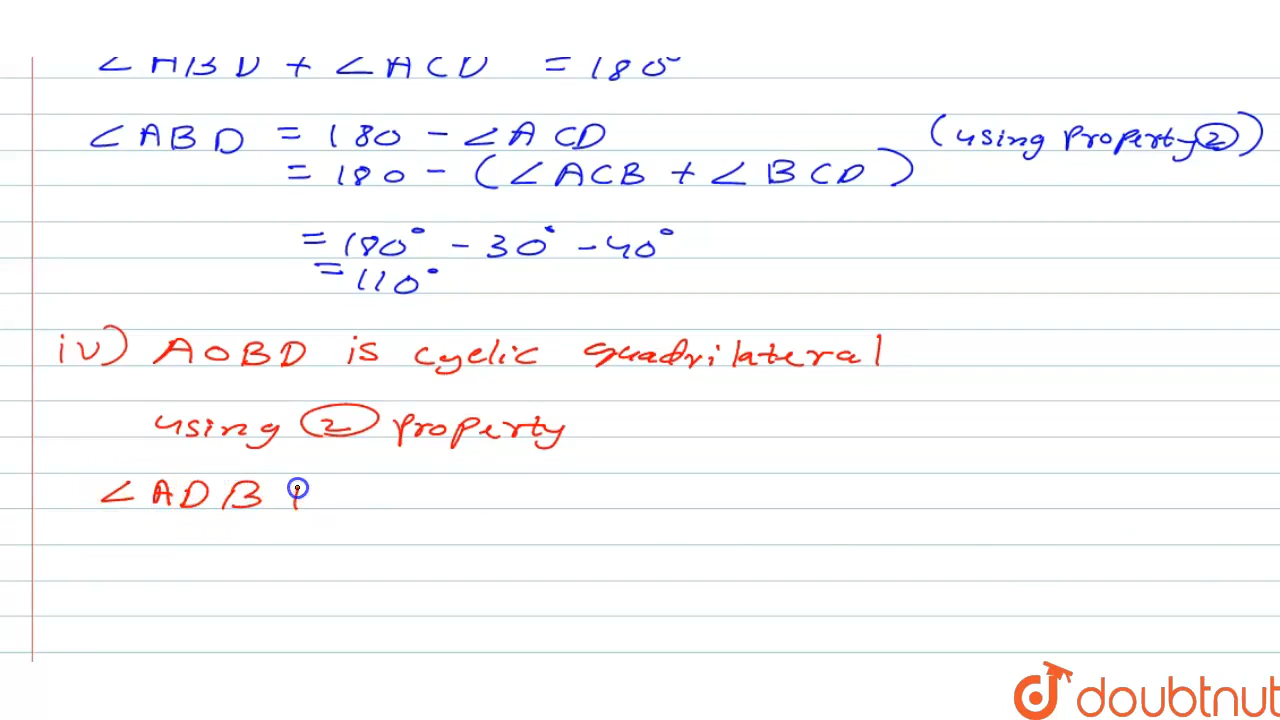 ∠ABD + ∠ACD = 180°
∠ABD = 180 - ∠ACD (using Property ②)
= 180 - (∠ACB + ∠BCD)
= 180° - 30° - 40°
= 110°
iv) AOBD is cyclic quadrilateral
using ② property
∠ADB
doubtnut